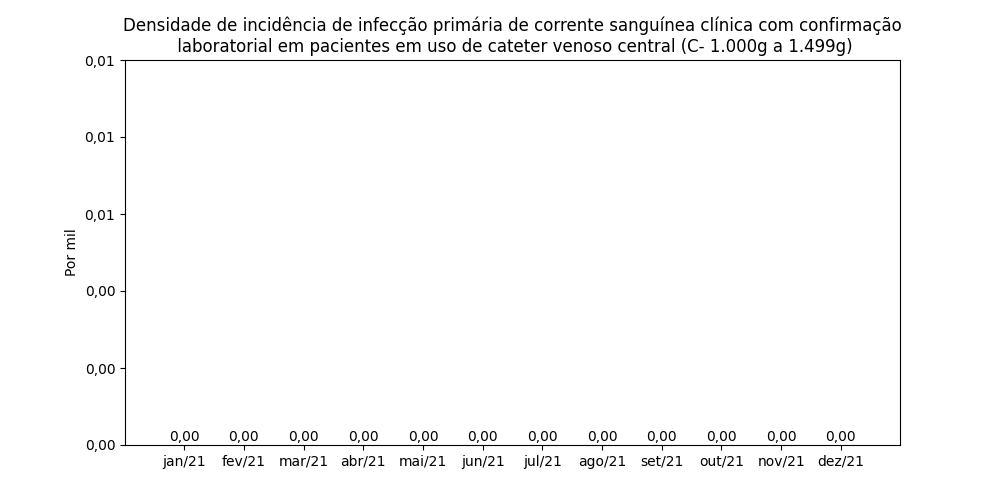 Densidade de incidência de infecção primária de corrente sanguínea clínica com confirmação
laboratorial em pacientes em uso de cateter venoso central (C- 1.000g a 1.499g)
0,01
0,01
0,01
0,00
0,00
0,00
Por mil
0,00 0,00 0,00 0,00 0,00 0,00 0,00 0,00 0,00 0,00 0,00 0,00
jan/21 fev/21 mar/21 abr/21 mai/21 jun/21 jul/21 ago/21 set/21 out/21 nov/21 dez/21